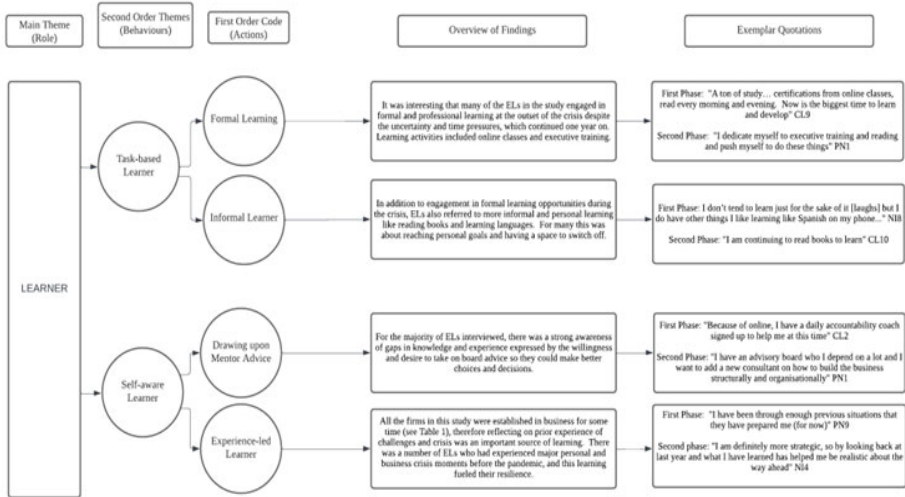 Main Theme
(Role)
Second Order Themes
(Behaviours)
First Order Code
(Actions)
Overview of Findings
Exemplar Quotations
LEARNER
Task-based
Learner
Formal Learning
It was interesting that many of the ELs in the study engaged in
formal and professional learning at the outset of the crisis despite
the uncertainty and time pressures, which continued one year on.
Learning activities included online classes and executive training.
First Phase: "A ton of study… certifications from online classes,
read every morning and evening. Now is the biggest time to learn
and develop" CL9
Second Phase: "I dedicate myself to executive training and reading
and push myself to do these things" PN1
Informal Learner
In addition to engagement in formal learning opportunities during
the crisis, ELs also referred to more informal and personal learning
like reading books and learning languages. For many this was
about reaching personal goals and having a space to switch off.
First Phase: I don't tend to learn just for the sake of it [laughs] but I
do have other things I like learning like Spanish on my phone..." NI8
Second Phase: "I am continuing to read books to learn" CL10
Self-aware
Learner
Drawing upon
Mentor Advice
For the majority of ELs interviewed, there was a strong awareness
of gaps in knowledge and experience expressed by the willingness
and desire to take on board advice so they could make better
choices and decisions.
First Phase: "Because of online, I have a daily accountability coach
signed up to help me at this time" CL2
Second Phase: "I have an advisory board who I depend on a lot and I
want to add a new consultant on how to build the business
structurally and organisationally" PN1
Experience-led
Learner
All the firms in this study were established in business for some
time (see Table 1), therefore reflecting on prior experience of
challenges and crisis was an important source of learning. There
was a number of ELs who had experienced major personal and
business crisis moments before the pandemic, and this learning
fueled their resilience.
First Phase: "I have been through enough previous situations that
they have prepared me (for now)" PN9
Second phase: "I am definitely more strategic, so by looking back at
last year and what I have learned has helped me be realistic about the
way ahead" NI4